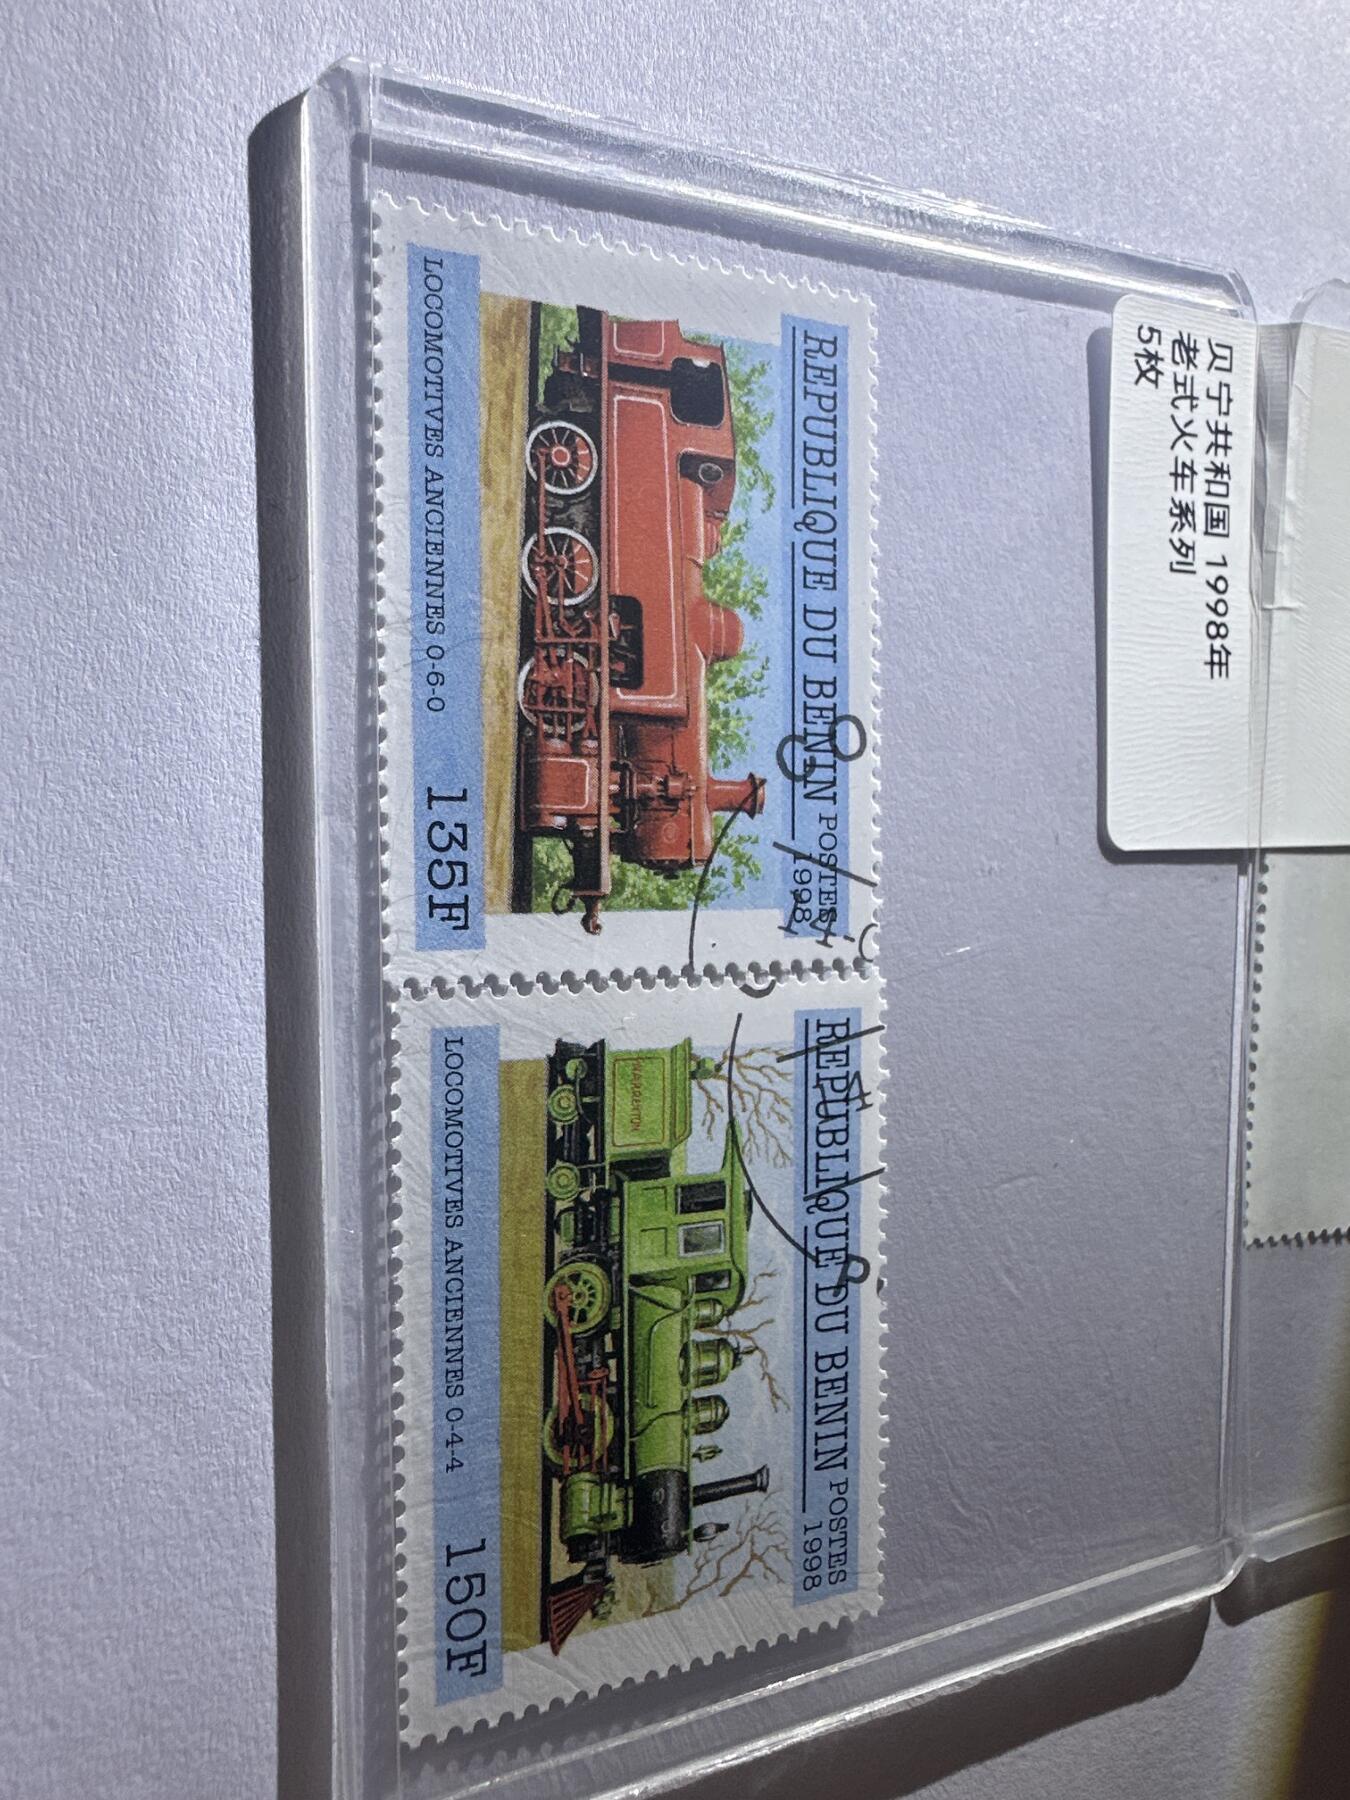 贝宁共和国 1998年
老式火车系列
5枚
REPUBLIQUE DU BENIN POSTES
1998
LOCOMOTIVES ANCIENNES 0-6-0
135F
REPUBLIQUE DU BENIN POSTES
1998
WARRENTON
LOCOMOTIVES ANCIENNES 0-4-4
150F